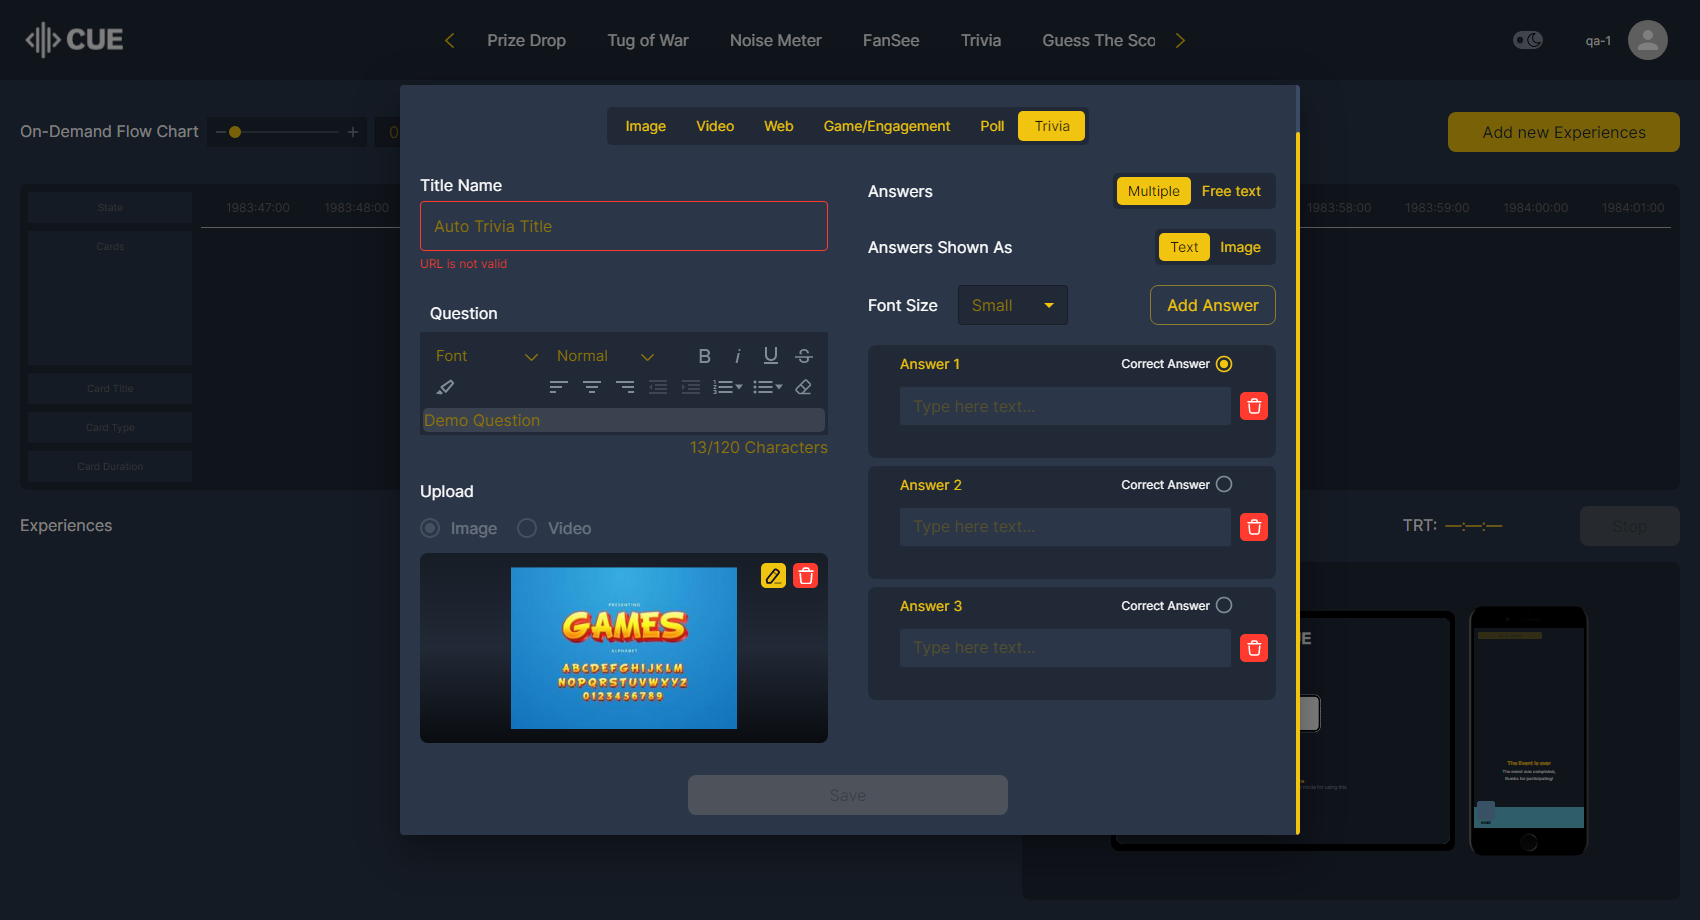 CUE
Prize Drop
Tug of War
Noise Meter
FanSee
Trivia
Guess The Sco
qa-1
On-Demand Flow Chart
0
Add new Experiences
State
1983:47:00
1983:48:00
1983:58:00
1983:59:00
1984:00:00
1984:01:00
Cards
Card Title
Card Type
Card Duration
Experiences
TRT: —:—:—
Stop
Image
Video
Web
Game/Engagement
Poll
Trivia
Title Name
Auto Trivia Title
URL is not valid
Question
Font
Normal
B
i
U
S
Demo Question
13/120 Characters
Upload
Image
Video
PRESENTING
GAMES
ALPHABET
ABCDEFGHIJKLM
NOPQRSTUVWXYZ
0123456789
Answers
Multiple
Free text
Answers Shown As
Text
Image
Font Size
Small
Add Answer
Answer 1
Correct Answer
Type here text...
Answer 2
Correct Answer
Type here text...
Answer 3
Correct Answer
Type here text...
Save
The Event is over
The event was completed,
thanks for participating!